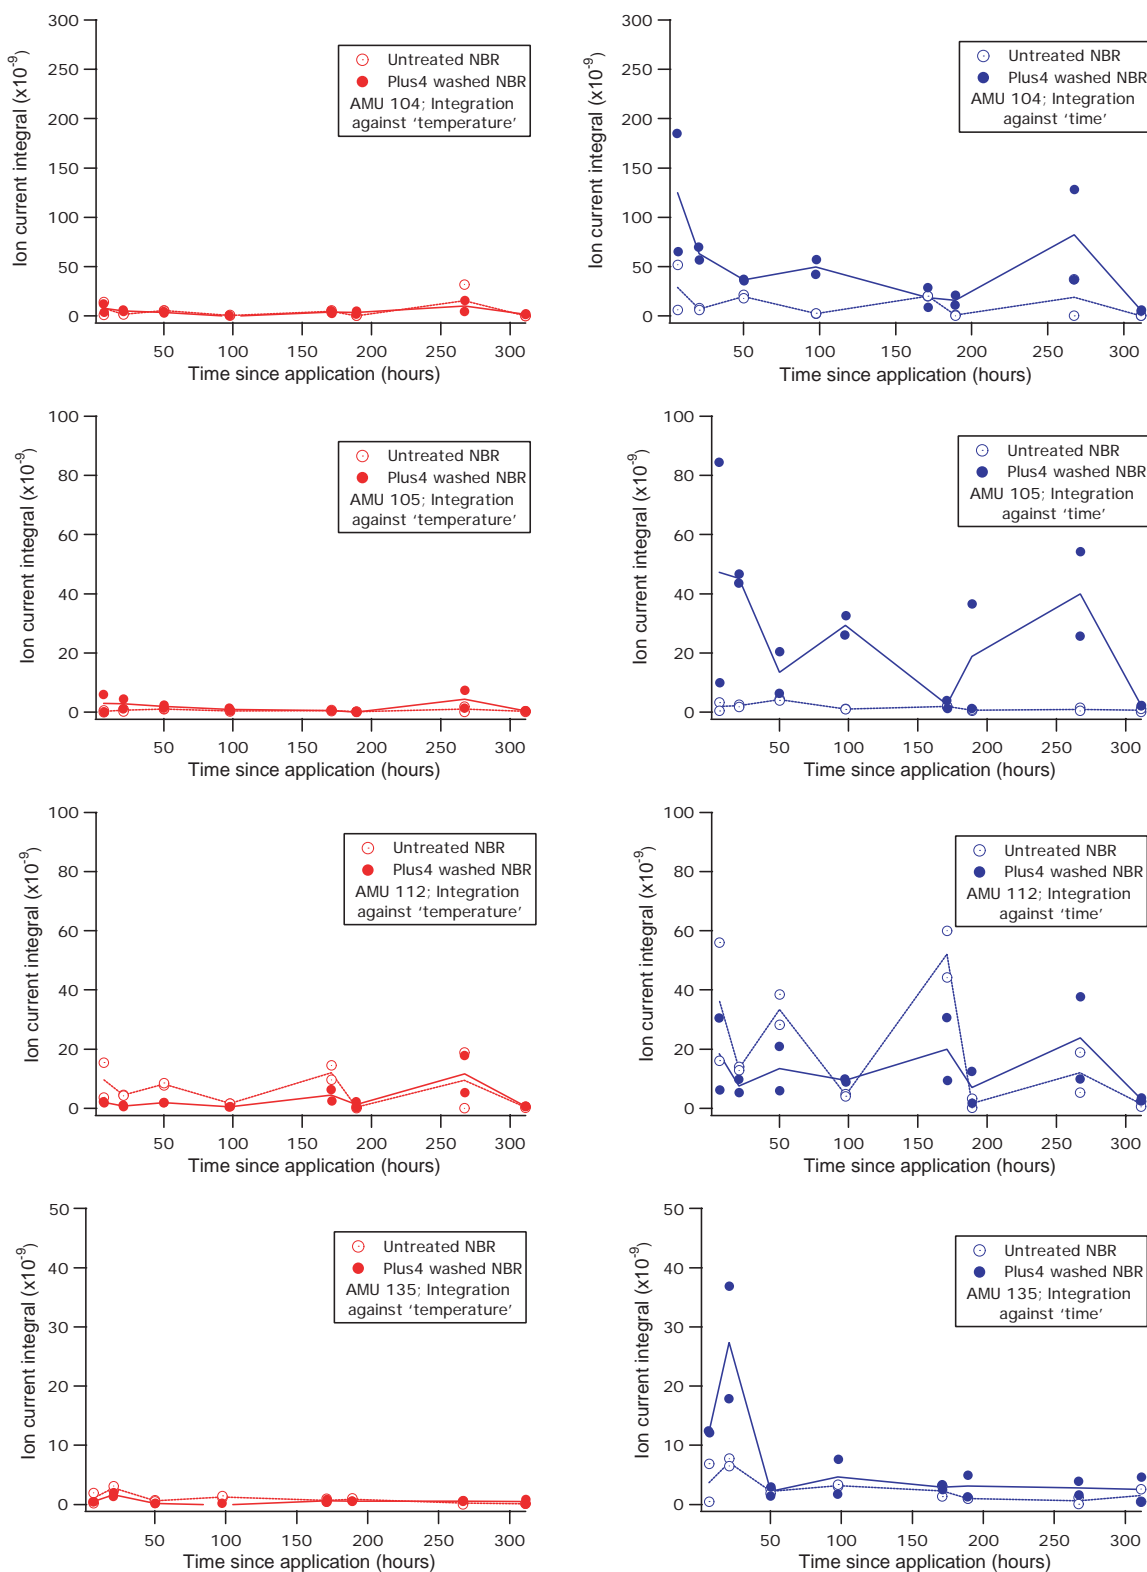 300
250
200
150
100
50
0
Ion current integral (x10⁻⁹)
Untreated NBR
Plus4 washed NBR
AMU 104; Integration
against 'temperature'
50 100 150 200 250 300
Time since application (hours)
300
250
200
150
100
50
0
Ion current integral (x10⁻⁹)
Untreated NBR
Plus4 washed NBR
AMU 104; Integration
against 'time'
50 100 150 200 250 300
Time since application (hours)
100
80
60
40
20
0
Ion current integral (x10⁻⁹)
Untreated NBR
Plus4 washed NBR
AMU 105; Integration
against 'temperature'
50 100 150 200 250 300
Time since application (hours)
100
80
60
40
20
0
Ion current integral (x10⁻⁹)
Untreated NBR
Plus4 washed NBR
AMU 105; Integration
against 'time'
50 100 150 200 250 300
Time since application (hours)
100
80
60
40
20
0
Ion current integral (x10⁻⁹)
Untreated NBR
Plus4 washed NBR
AMU 112; Integration
against 'temperature'
50 100 150 200 250 300
Time since application (hours)
100
80
60
40
20
0
Ion current integral (x10⁻⁹)
Untreated NBR
Plus4 washed NBR
AMU 112; Integration
against 'time'
50 100 150 200 250 300
Time since application (hours)
50
40
30
20
10
0
Ion current integral (x10⁻⁹)
Untreated NBR
Plus4 washed NBR
AMU 135; Integration
against 'temperature'
50 100 150 200 250 300
Time since application (hours)
50
40
30
20
10
0
Ion current integral (x10⁻⁹)
Untreated NBR
Plus4 washed NBR
AMU 135; Integration
against 'time'
50 100 150 200 250 300
Time since application (hours)